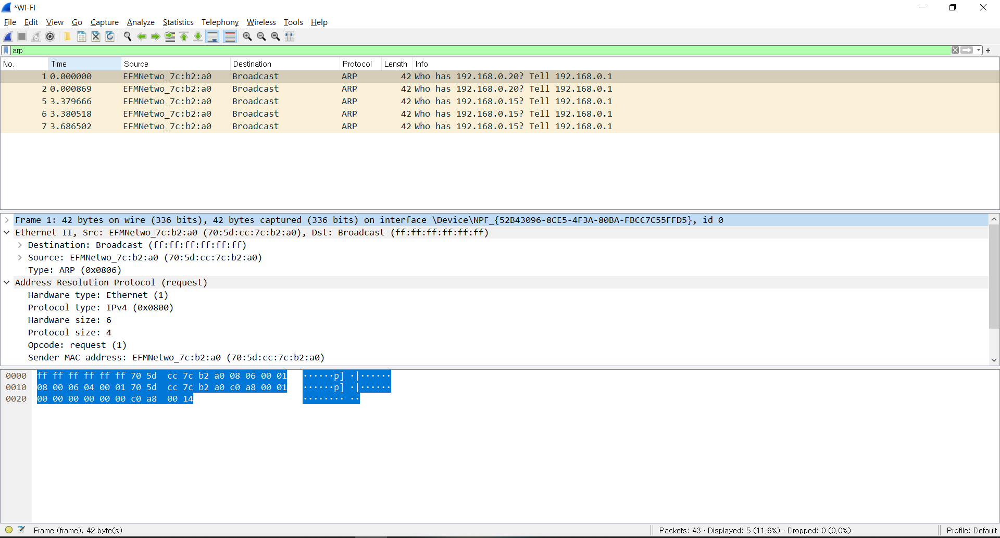 *Wi-Fi
File Edit View Go Capture Analyze Statistics Telephony Wireless Tools Help
arp
No. Time Source Destination Protocol Length Info
1 0.000000 EFMNetwo_7c:b2:a0 Broadcast ARP 42 Who has 192.168.0.20? Tell 192.168.0.1
2 0.000869 EFMNetwo_7c:b2:a0 Broadcast ARP 42 Who has 192.168.0.20? Tell 192.168.0.1
5 3.379666 EFMNetwo_7c:b2:a0 Broadcast ARP 42 Who has 192.168.0.15? Tell 192.168.0.1
6 3.380518 EFMNetwo_7c:b2:a0 Broadcast ARP 42 Who has 192.168.0.15? Tell 192.168.0.1
7 3.686502 EFMNetwo_7c:b2:a0 Broadcast ARP 42 Who has 192.168.0.15? Tell 192.168.0.1
Frame 1: 42 bytes on wire (336 bits), 42 bytes captured (336 bits) on interface \Device\NPF_{52B43096-8CE5-4F3A-80BA-FBCC7C55FFD5}, id 0
Ethernet II, Src: EFMNetwo_7c:b2:a0 (70:5d:cc:7c:b2:a0), Dst: Broadcast (ff:ff:ff:ff:ff:ff)
Destination: Broadcast (ff:ff:ff:ff:ff:ff)
Source: EFMNetwo_7c:b2:a0 (70:5d:cc:7c:b2:a0)
Type: ARP (0x0806)
Address Resolution Protocol (request)
Hardware type: Ethernet (1)
Protocol type: IPv4 (0x0800)
Hardware size: 6
Protocol size: 4
Opcode: request (1)
Sender MAC address: EFMNetwo_7c:b2:a0 (70:5d:cc:7c:b2:a0)
0000 ff ff ff ff ff ff 70 5d cc 7c b2 a0 08 06 00 01 ······p] ·|······
0010 08 00 06 04 00 01 70 5d cc 7c b2 a0 c0 a8 00 01 ······p] ·|······
0020 00 00 00 00 00 00 c0 a8 00 14 ········ ··
Frame (frame), 42 byte(s) Packets: 43 · Displayed: 5 (11.6%) · Dropped: 0 (0.0%) Profile: Default